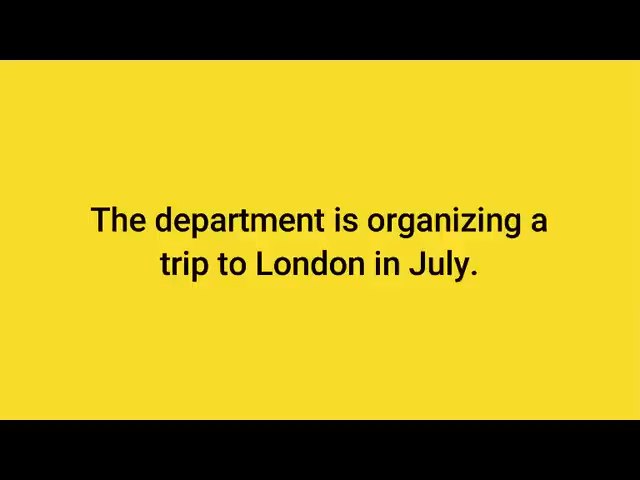 The department is organizing a
trip to London in July.